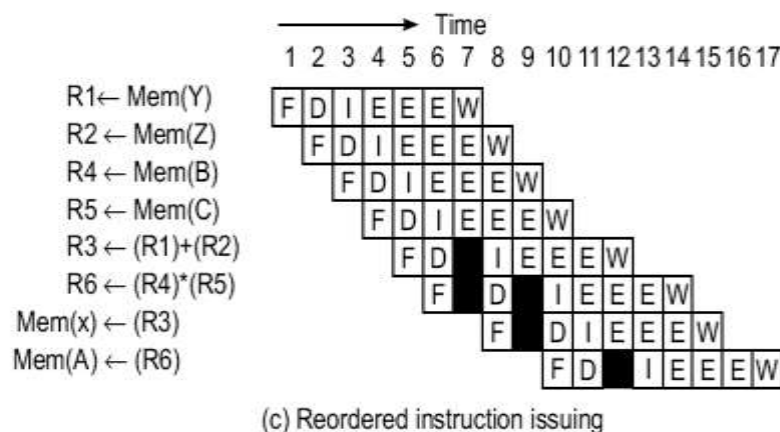 Time
1 2 3 4 5 6 7 8 9 10 11 12 13 14 15 16 17
R1← Mem(Y) F D I E E E W
R2 ← Mem(Z) F D I E E E W
R4 ← Mem(B) F D I E E E W
R5 ← Mem(C) F D I E E E W
R3 ← (R1)+(R2) F D I E E E W
R6 ← (R4)*(R5) F D I E E E W
Mem(x) ← (R3) F D I E E E W
Mem(A) ← (R6) F D I E E E W
(c) Reordered instruction issuing